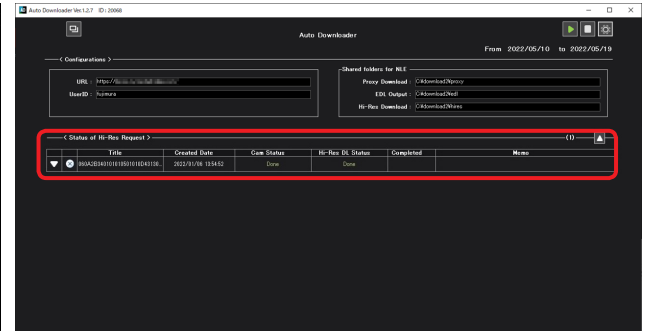 Auto Downloader Ver.1.2.7 ID : 20068
Auto Downloader
From 2022/05/10 to 2022/05/19
< Configurations >
URL : https://
UserID : fujimura
Shared folders for NLE
Proxy Download : C:¥download2¥proxy
EDL Output : C:¥download2¥edl
Hi-Res Download : C:¥download2¥hires
< Status of Hi-Res Request > (1)
Title Created Date Cam Status Hi-Res DL Status Completed Memo
2022/01/06 13:54:52 Done Done